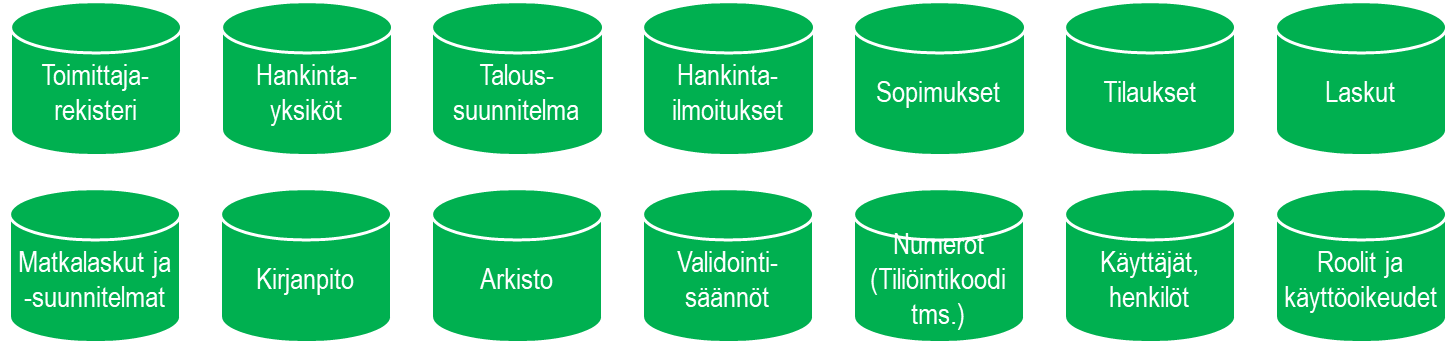 Toimittaja-
rekisteri
Hankinta-
yksiköt
Talous-
suunnitelma
Hankinta-
ilmoitukset
Sopimukset
Tilaukset
Laskut
Matkalaskut ja
-suunnitelmat
Kirjanpito
Arkisto
Validointi-
säännöt
Numerot
(Tiliöintikoodi
tms.)
Käyttäjät,
henkilöt
Roolit ja
käyttöoikeudet